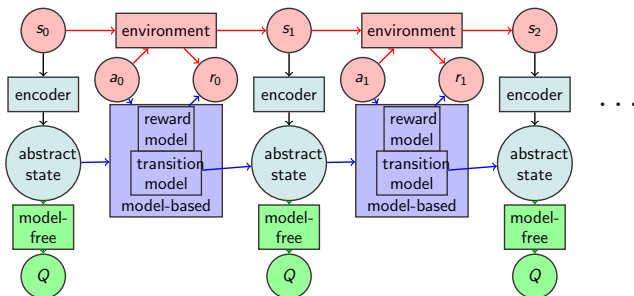 s₀ environment s₁ environment s₂
a₀ r₀ a₁ r₁
encoder encoder encoder . . .
reward model reward model
abstract state transition model abstract state transition model abstract state
model-based model-based
model-free model-free model-free
Q Q Q